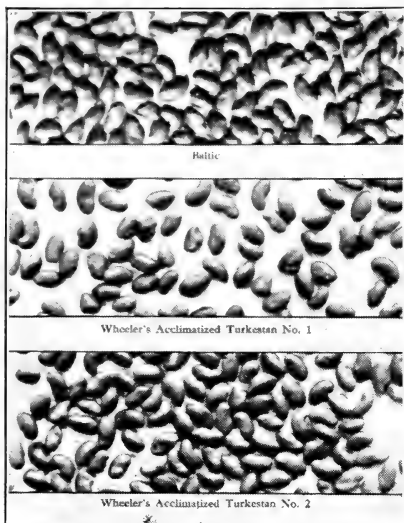 Baltic
Wheeler's Acclimatized Turkestan No. 1
Wheeler's Acclimatized Turkestan No. 2